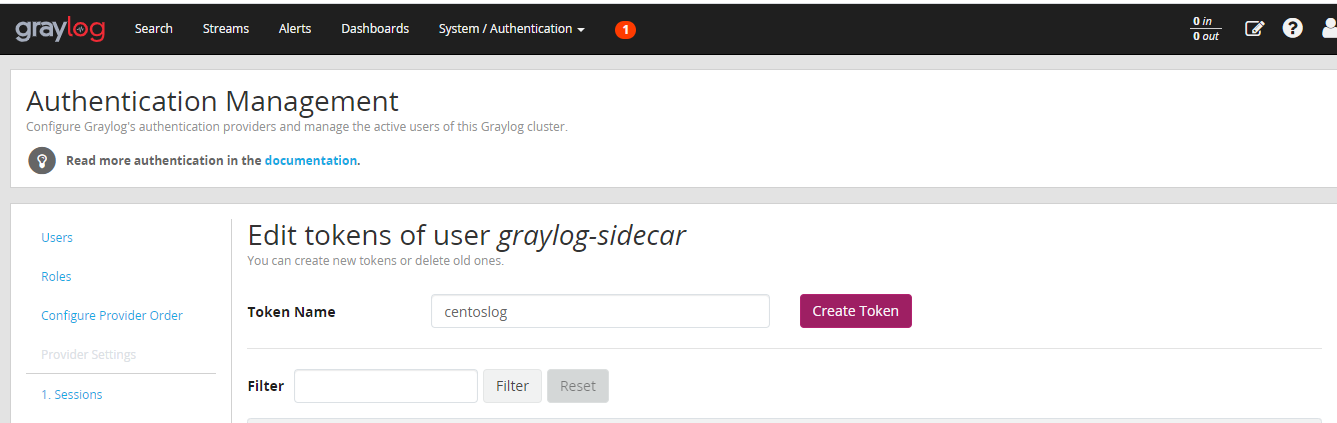 graylog Search Streams Alerts Dashboards System / Authentication 1 0 in
0 out
Authentication Management
Configure Graylog's authentication providers and manage the active users of this Graylog cluster.
Read more authentication in the documentation.
Users
Roles
Configure Provider Order
Provider Settings
1. Sessions
Edit tokens of user graylog-sidecar
You can create new tokens or delete old ones.
Token Name centoslog Create Token
Filter Filter Reset